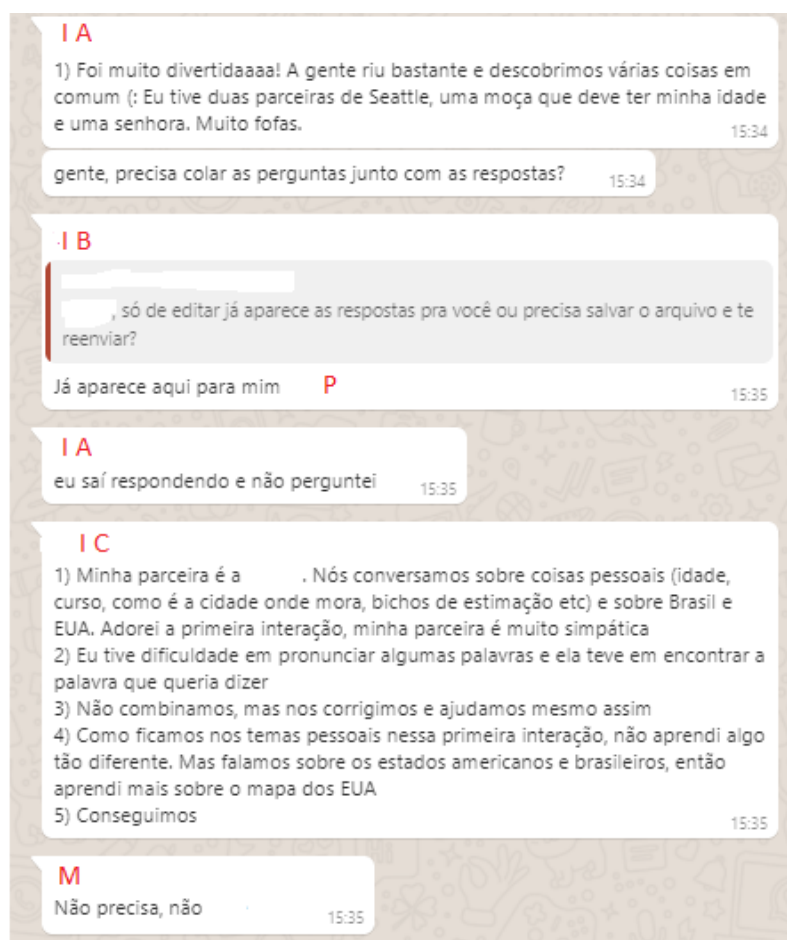 I A
1) Foi muito divertidaaaa! A gente riu bastante e descobrimos várias coisas em
comum (: Eu tive duas parceiras de Seattle, uma moça que deve ter minha idade
e uma senhora. Muito fofas.
15:34
gente, precisa colar as perguntas junto com as respostas?
15:34
I B
, só de editar já aparece as respostas pra você ou precisa salvar o arquivo e te
reenviar?
Já aparece aqui para mim P
15:35
I A
eu saí respondendo e não perguntei
15:35
I C
1) Minha parceira é a . Nós conversamos sobre coisas pessoais (idade,
curso, como é a cidade onde mora, bichos de estimação etc) e sobre Brasil e
EUA. Adorei a primeira interação, minha parceira é muito simpática
2) Eu tive dificuldade em pronunciar algumas palavras e ela teve em encontrar a
palavra que queria dizer
3) Não combinamos, mas nos corrigimos e ajudamos mesmo assim
4) Como ficamos nos temas pessoais nessa primeira interação, não aprendi algo
tão diferente. Mas falamos sobre os estados americanos e brasileiros, então
aprendi mais sobre o mapa dos EUA
5) Conseguimos
15:35
M
Não precisa, não
15:35